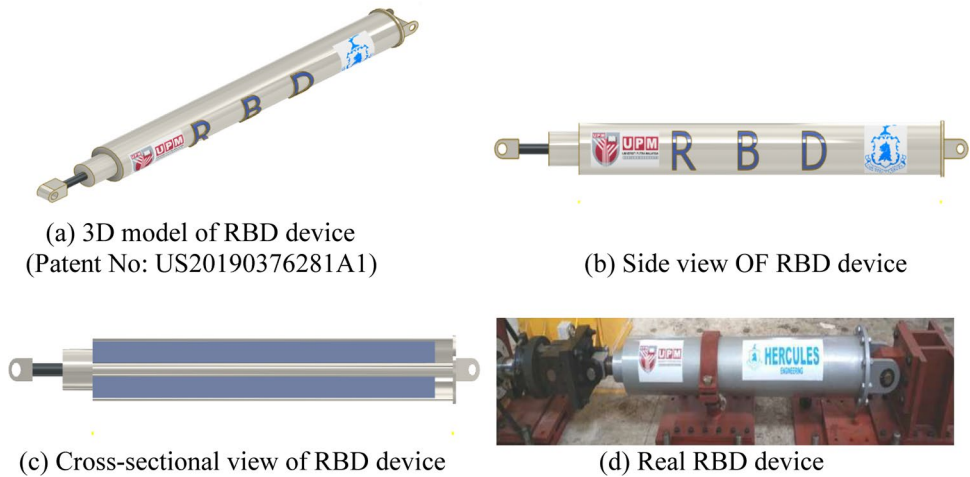 UPM
R B D
(a) 3D model of RBD device
(Patent No: US20190376281A1)
UPM
R B D
(b) Side view OF RBD device
(c) Cross-sectional view of RBD device
UPM
HERCULES
ENGINEERING
(d) Real RBD device